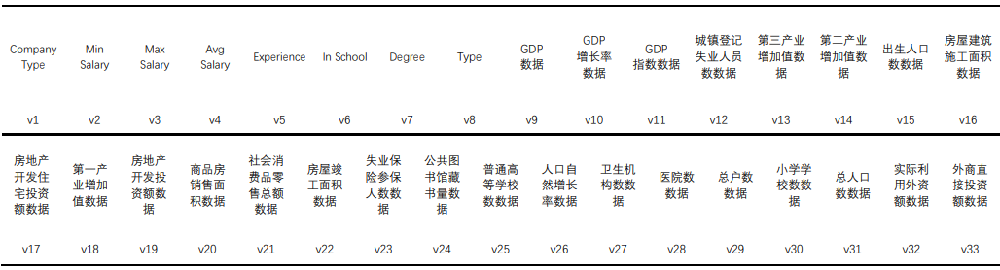 Company Type	Min Salary	Max Salary	Avg Salary	Experience	In School	Degree	Type	GDP数据	GDP增长率数据	GDP指数数据	城镇登记失业人员数数据	第三产业增加值数据	第二产业增加值数据	出生人口数数据	房屋建筑施工面积数据
v1	v2	v3	v4	v5	v6	v7	v8	v9	v10	v11	v12	v13	v14	v15	v16
房地产开发住宅投资额数据	第一产业增加值数据	房地产开发投资额数据	商品房销售面积数据	社会消费品零售总额数据	房屋竣工面积数据	失业保险参保人数数据	公共图书馆藏书量数据	普通高等学校数数据	人口自然增长率数据	卫生机构数数据	医院数数据	总户数数据	小学学校数数据	总人口数数据	实际利用外资额数据	外商直接投资额数据
v17	v18	v19	v20	v21	v22	v23	v24	v25	v26	v27	v28	v29	v30	v31	v32	v33